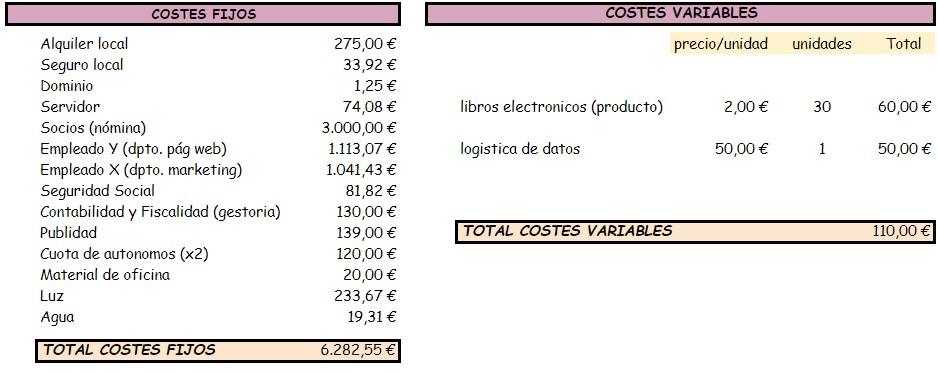 COSTES FIJOS
Alquiler local 275,00 €
Seguro local 33,92 €
Dominio 1,25 €
Servidor 74,08 €
Socios (nómina) 3.000,00 €
Empleado Y (dpto. pág web) 1.113,07 €
Empleado X (dpto. marketing) 1.041,43 €
Seguridad Social 81,82 €
Contabilidad y Fiscalidad (gestoria) 130,00 €
Publidad 139,00 €
Cuota de autonomos (x2) 120,00 €
Material de oficina 20,00 €
Luz 233,67 €
Agua 19,31 €
TOTAL COSTES FIJOS 6.282,55 €
COSTES VARIABLES
precio/unidad unidades Total
libros electronicos (producto) 2,00 € 30 60,00 €
logistica de datos 50,00 € 1 50,00 €
TOTAL COSTES VARIABLES 110,00 €